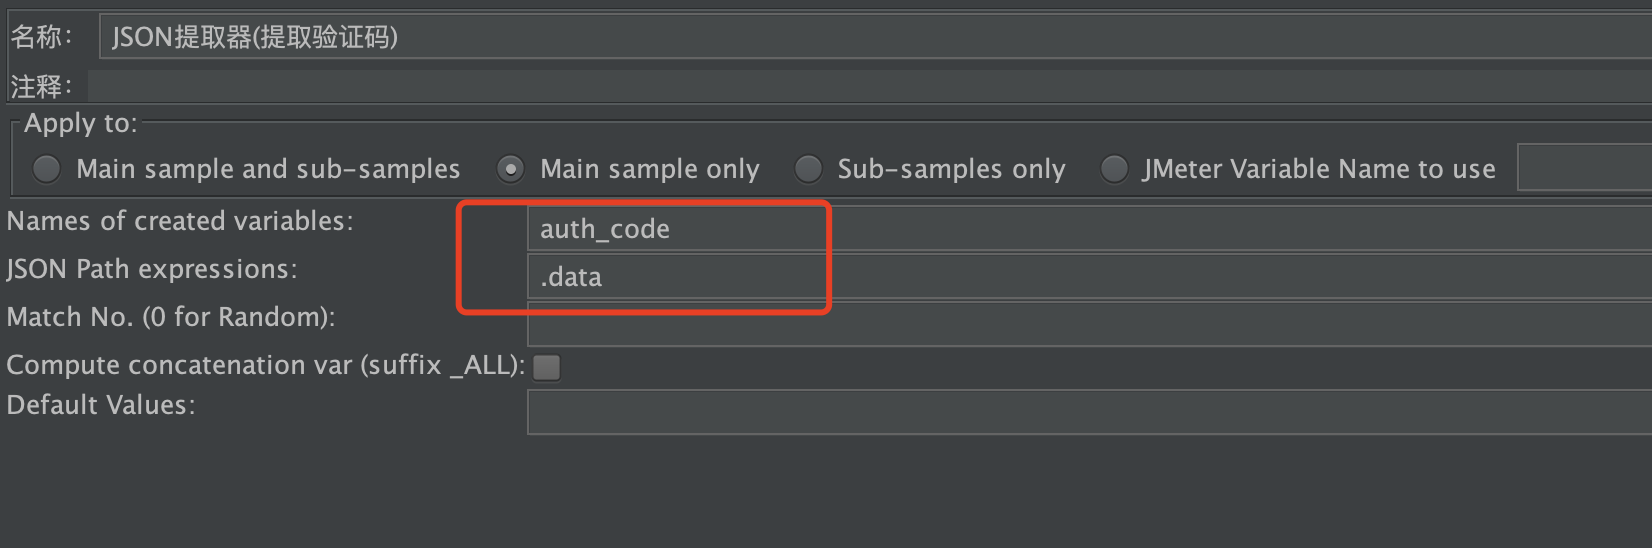 名称： JSON提取器(提取验证码)
注释：
Apply to:
Main sample and sub-samples Main sample only Sub-samples only JMeter Variable Name to use
Names of created variables: auth_code
JSON Path expressions: .data
Match No. (0 for Random):
Compute concatenation var (suffix _ALL):
Default Values: